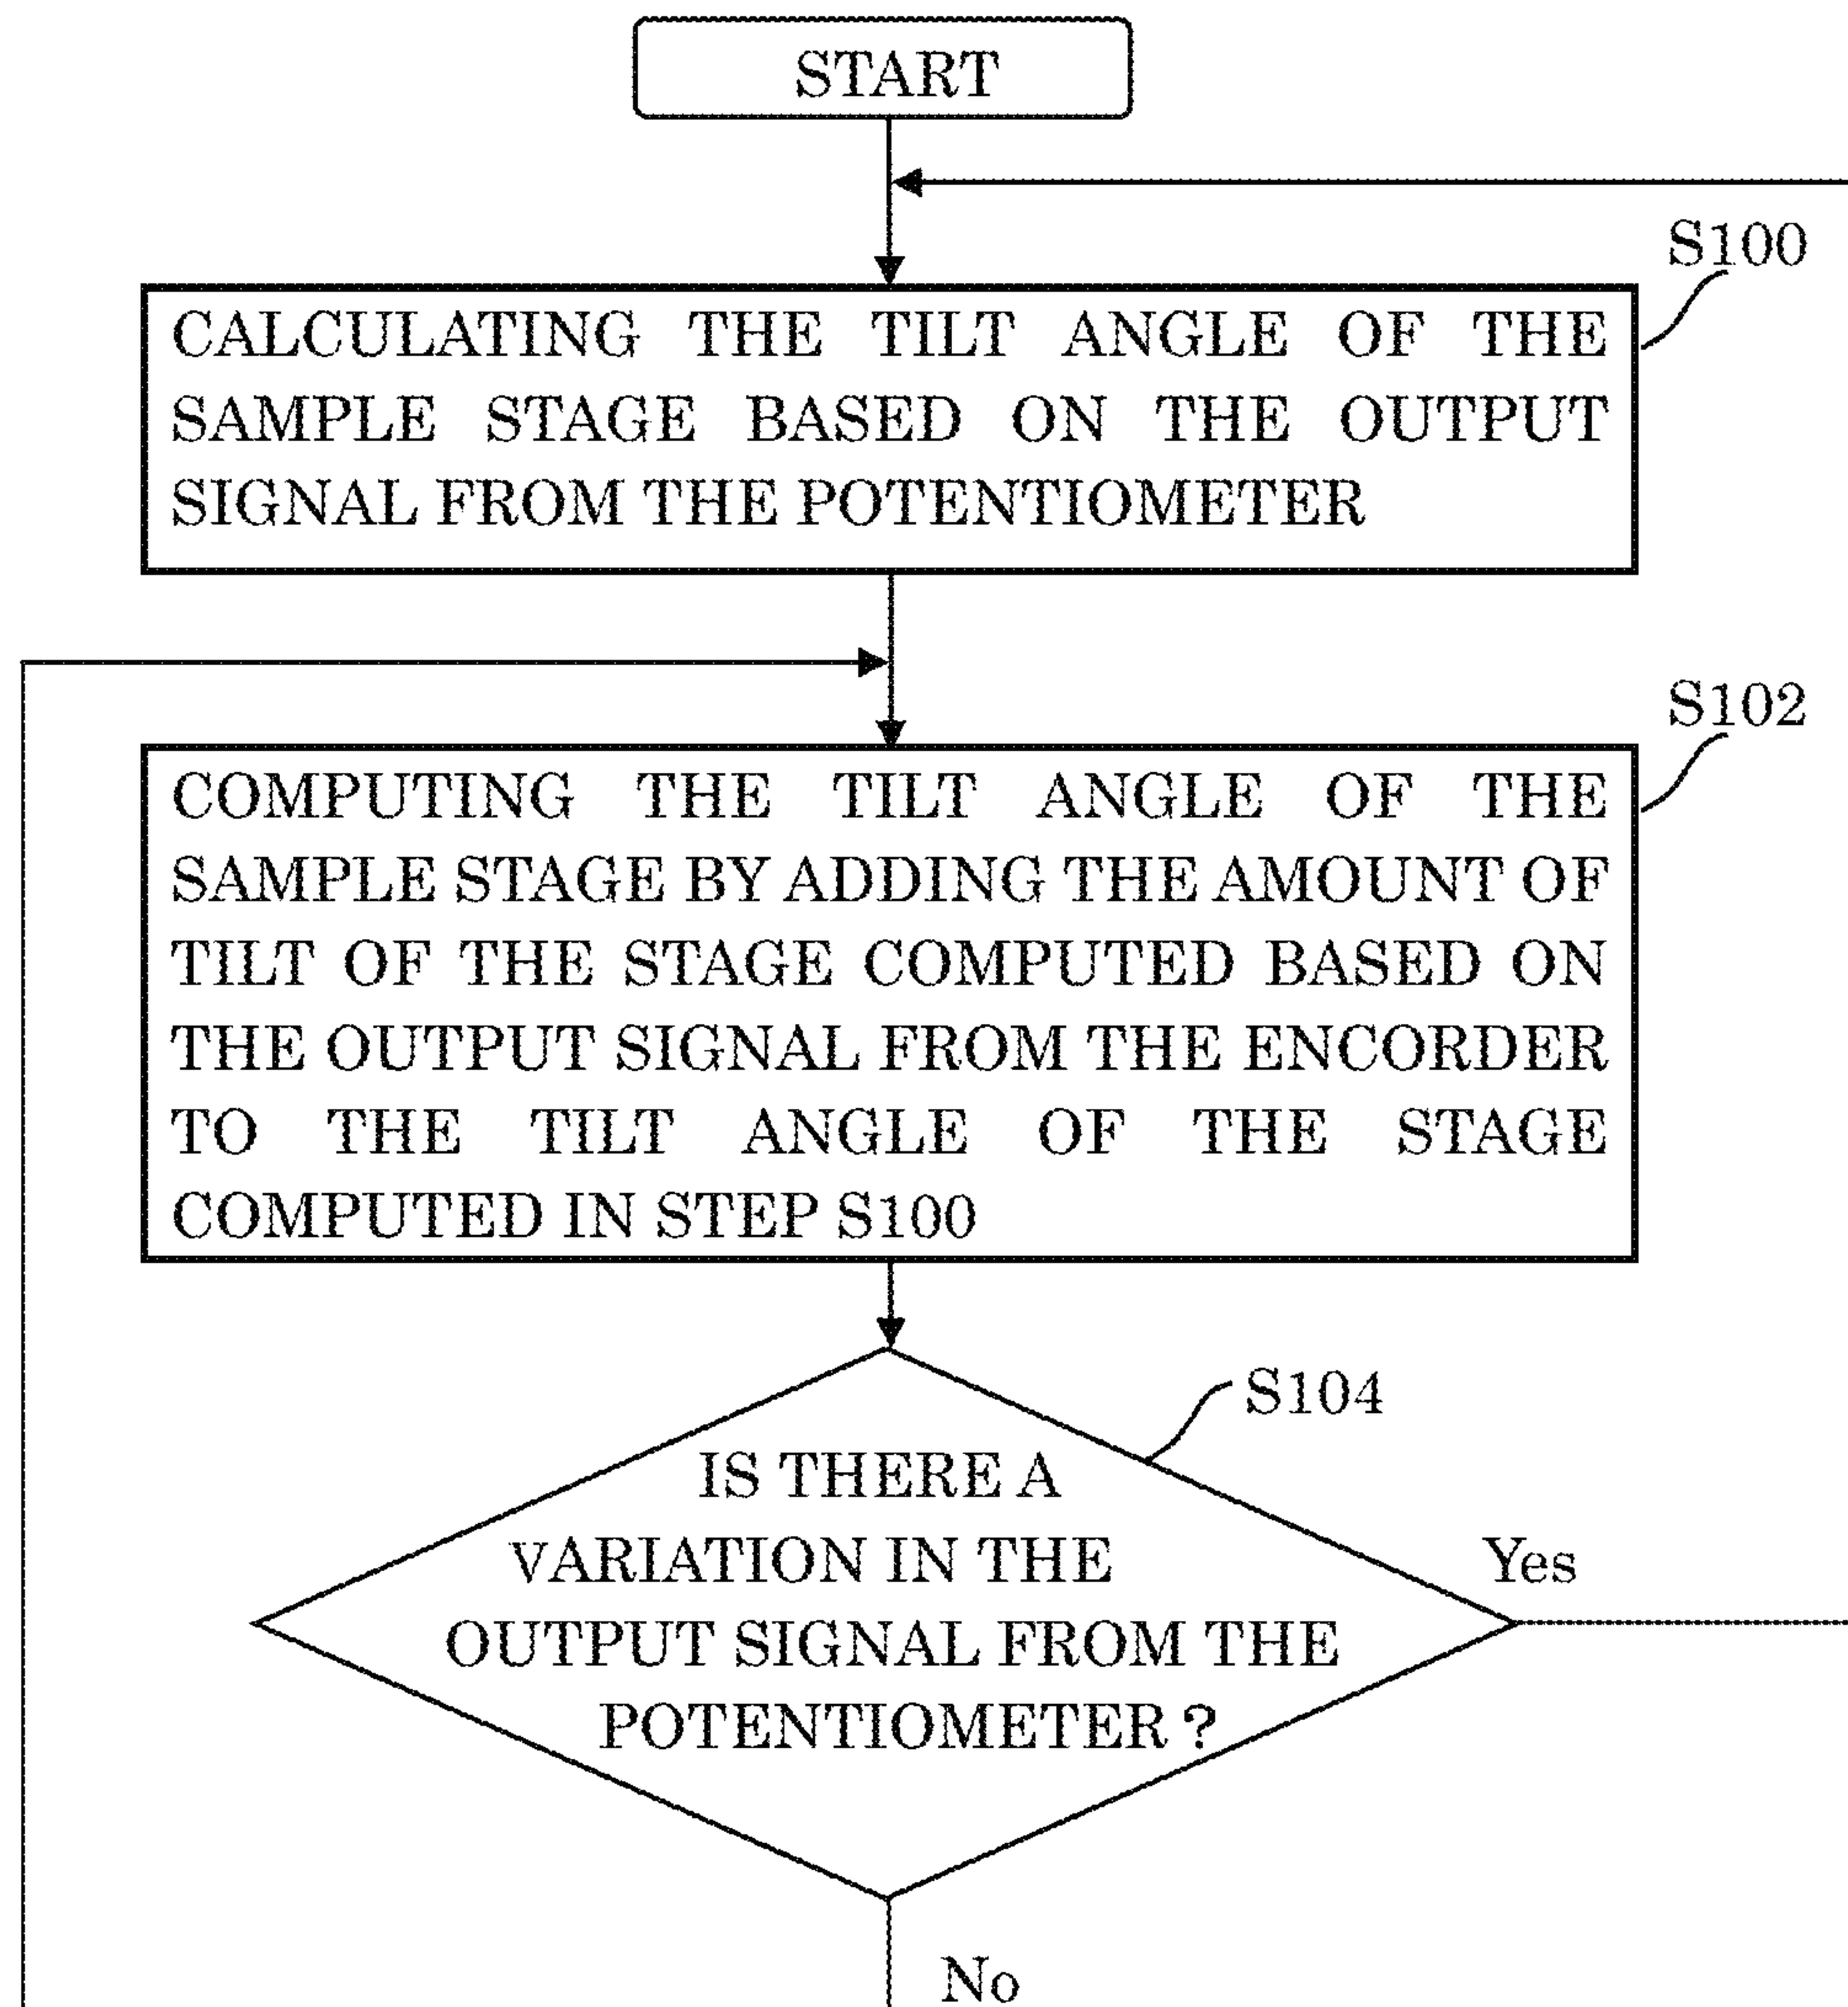 START
S100
CALCULATING THE TILT ANGLE OF THE
SAMPLE STAGE BASED ON THE OUTPUT
SIGNAL FROM THE POTENTIOMETER
S102
COMPUTING THE TILT ANGLE OF THE
SAMPLE STAGE BY ADDING THE AMOUNT OF
TILT OF THE STAGE COMPUTED BASED ON
THE OUTPUT SIGNAL FROM THE ENCORDER
TO THE TILT ANGLE OF THE STAGE
COMPUTED IN STEP S100
S104
IS THERE A
VARIATION IN THE
OUTPUT SIGNAL FROM THE
POTENTIOMETER ?
Yes
No